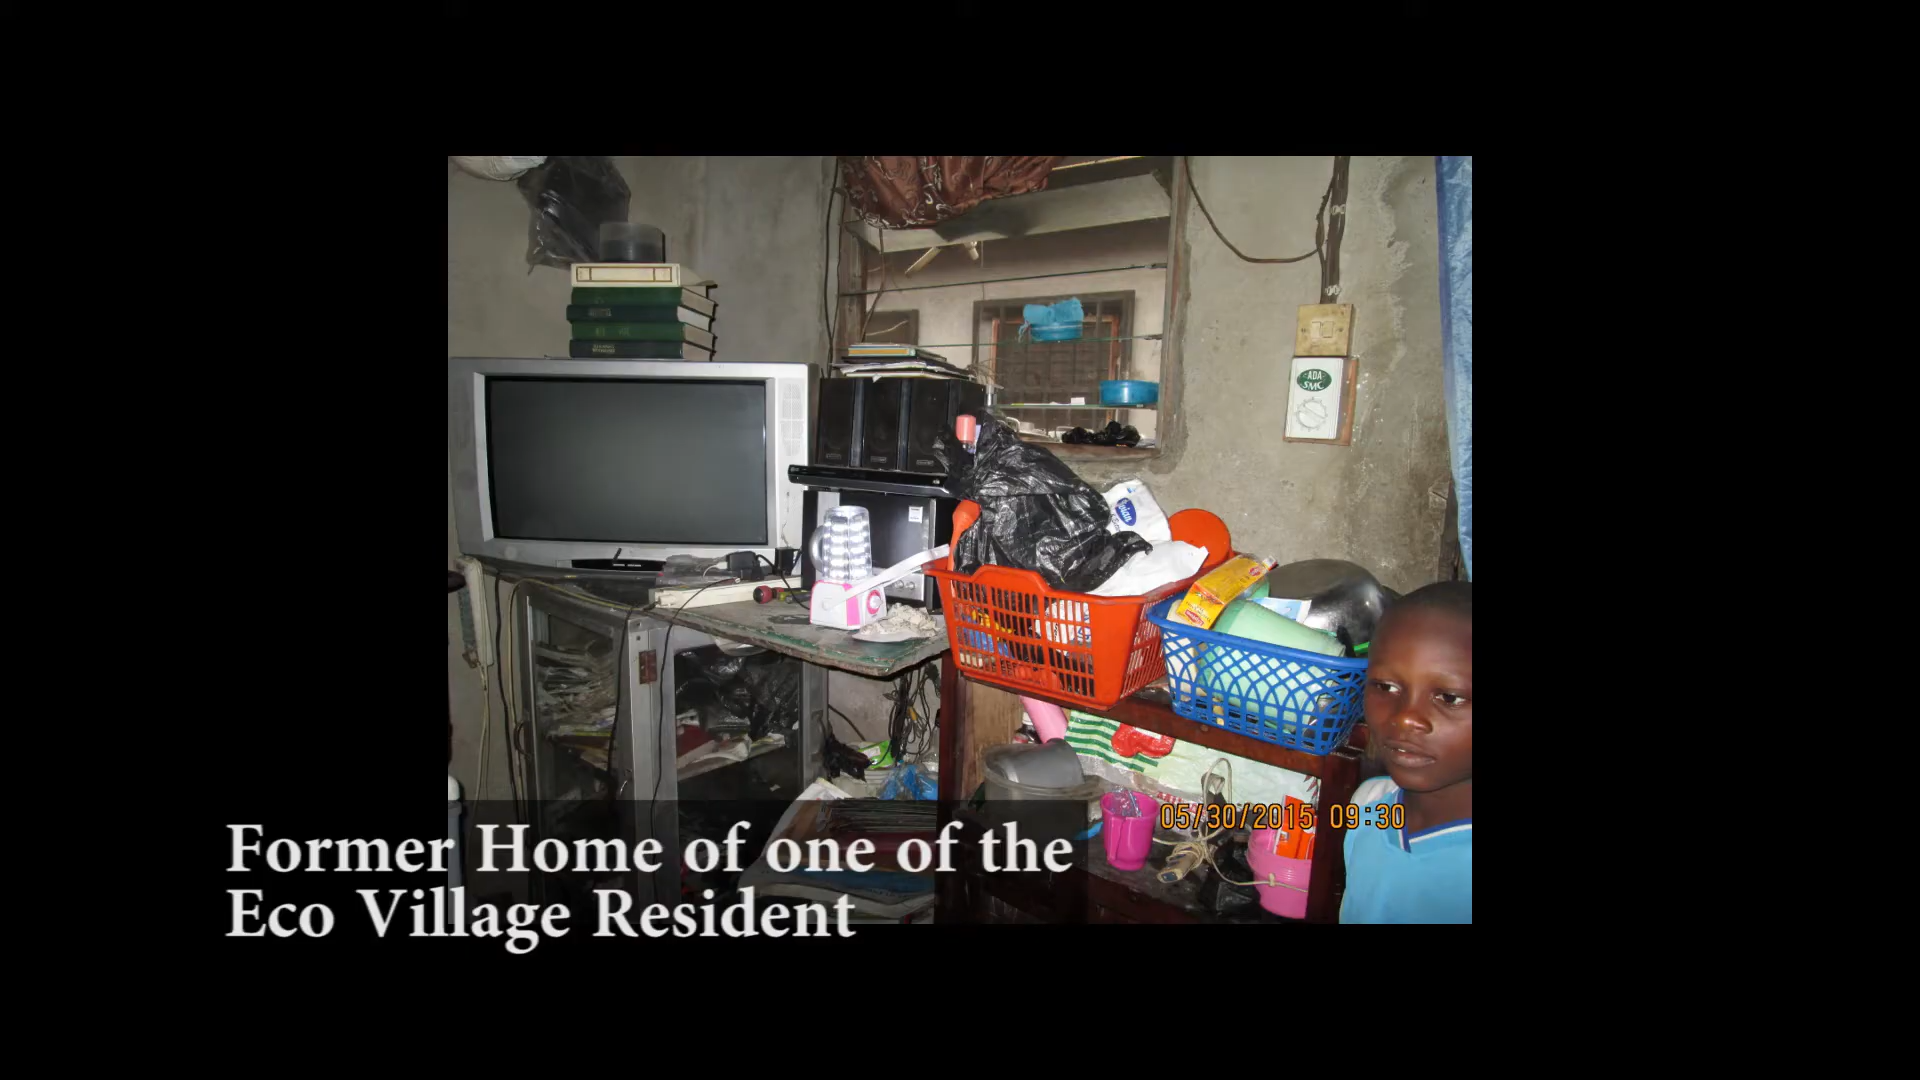 ADA
SMC
05/30/2015 09:30
Former Home of one of the
Eco Village Resident